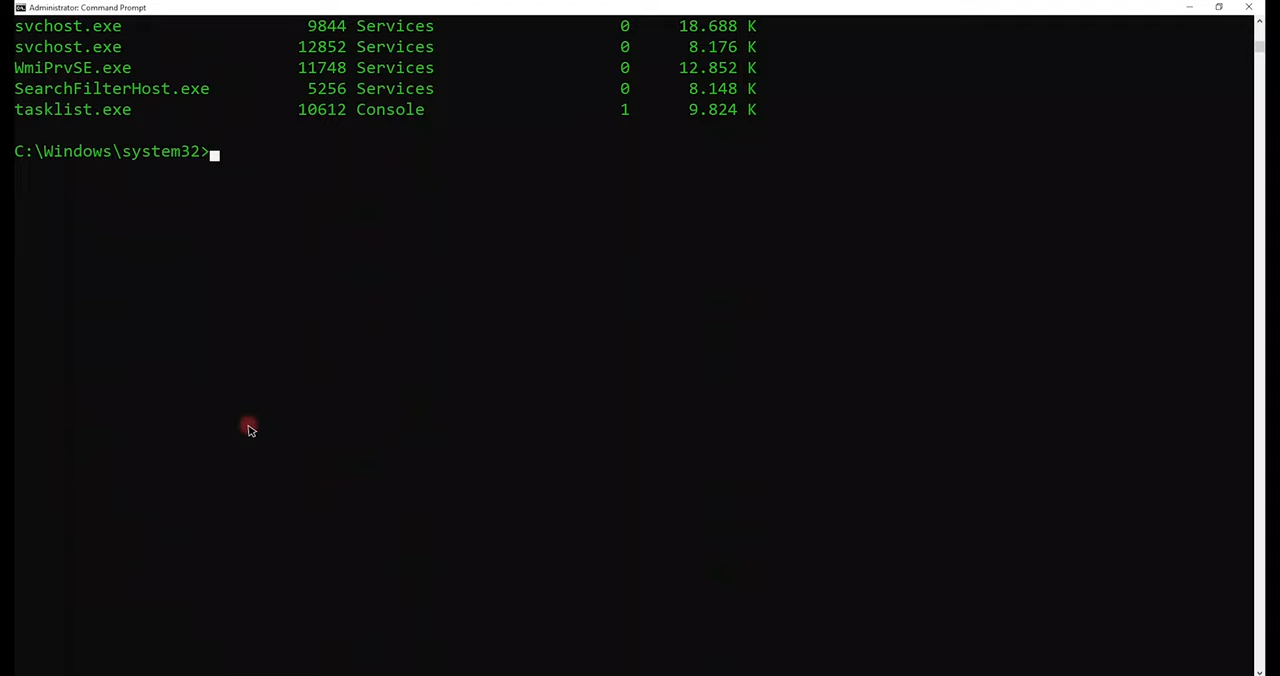 Administrator: Command Prompt
svchost.exe 9844 Services 0 18.688 K
svchost.exe 12852 Services 0 8.176 K
WmiPrvSE.exe 11748 Services 0 12.852 K
SearchFilterHost.exe 5256 Services 0 8.148 K
tasklist.exe 10612 Console 1 9.824 K
C:\Windows\system32>